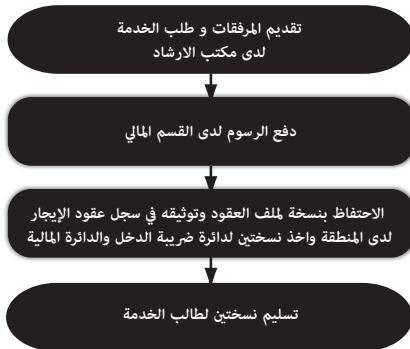 تقديم المرفقات و طلب الخدمة
لدى مكتب الارشاد
دفع الرسوم لدى القسم المالي
الاحتفاظ بنسخة لملف العقود وتوثيقه في سجل عقود الإيجار
لدى المنطقة واخذ نسختين لدائرة ضريبة الدخل والدائرة المالية
تسليم نسختين لطالب الخدمة